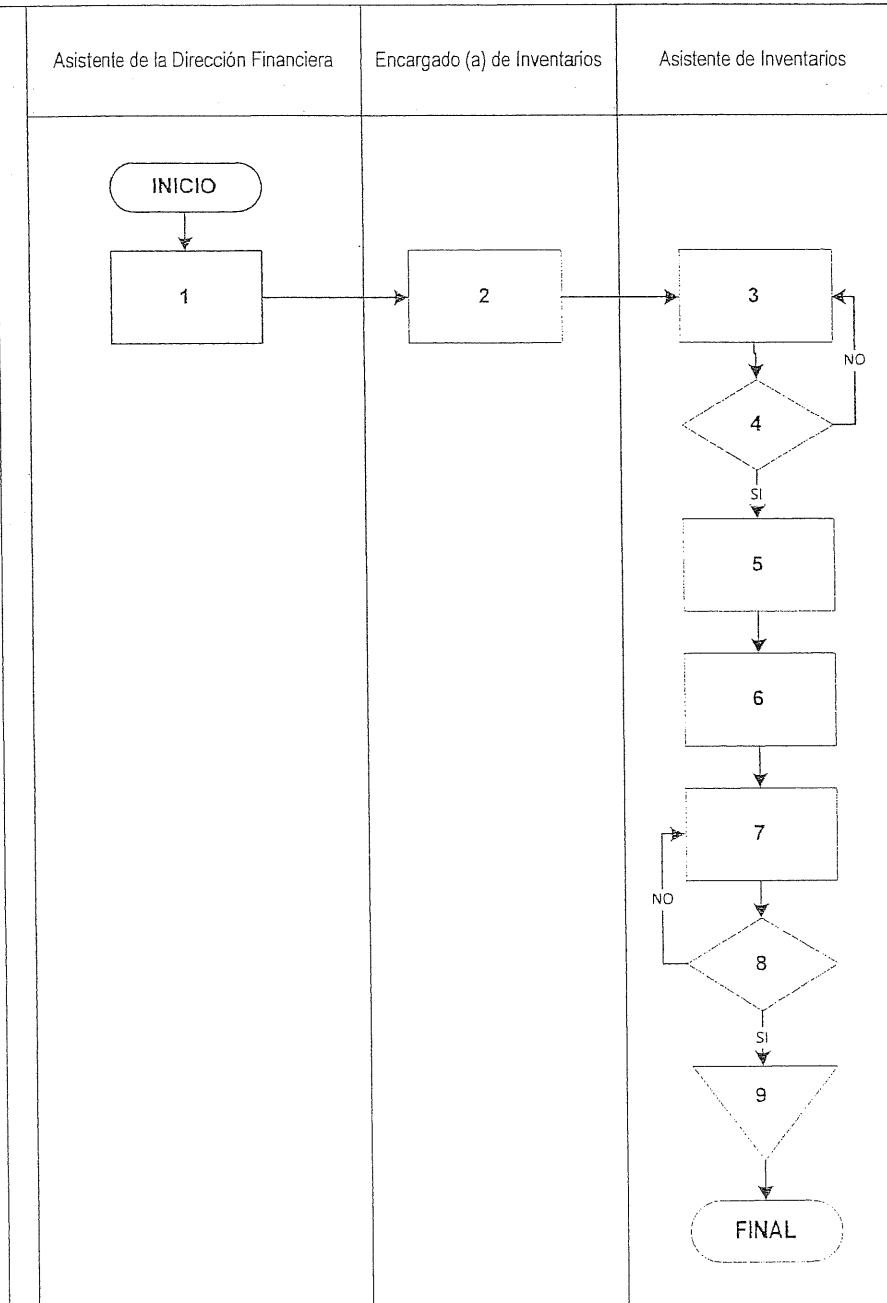 Asistente de la Dirección Financiera
Encargado (a) de Inventarios
Asistente de Inventarios
INICIO
1
2
3
NO
4
SI
5
6
7
NO
8
SI
9
FINAL